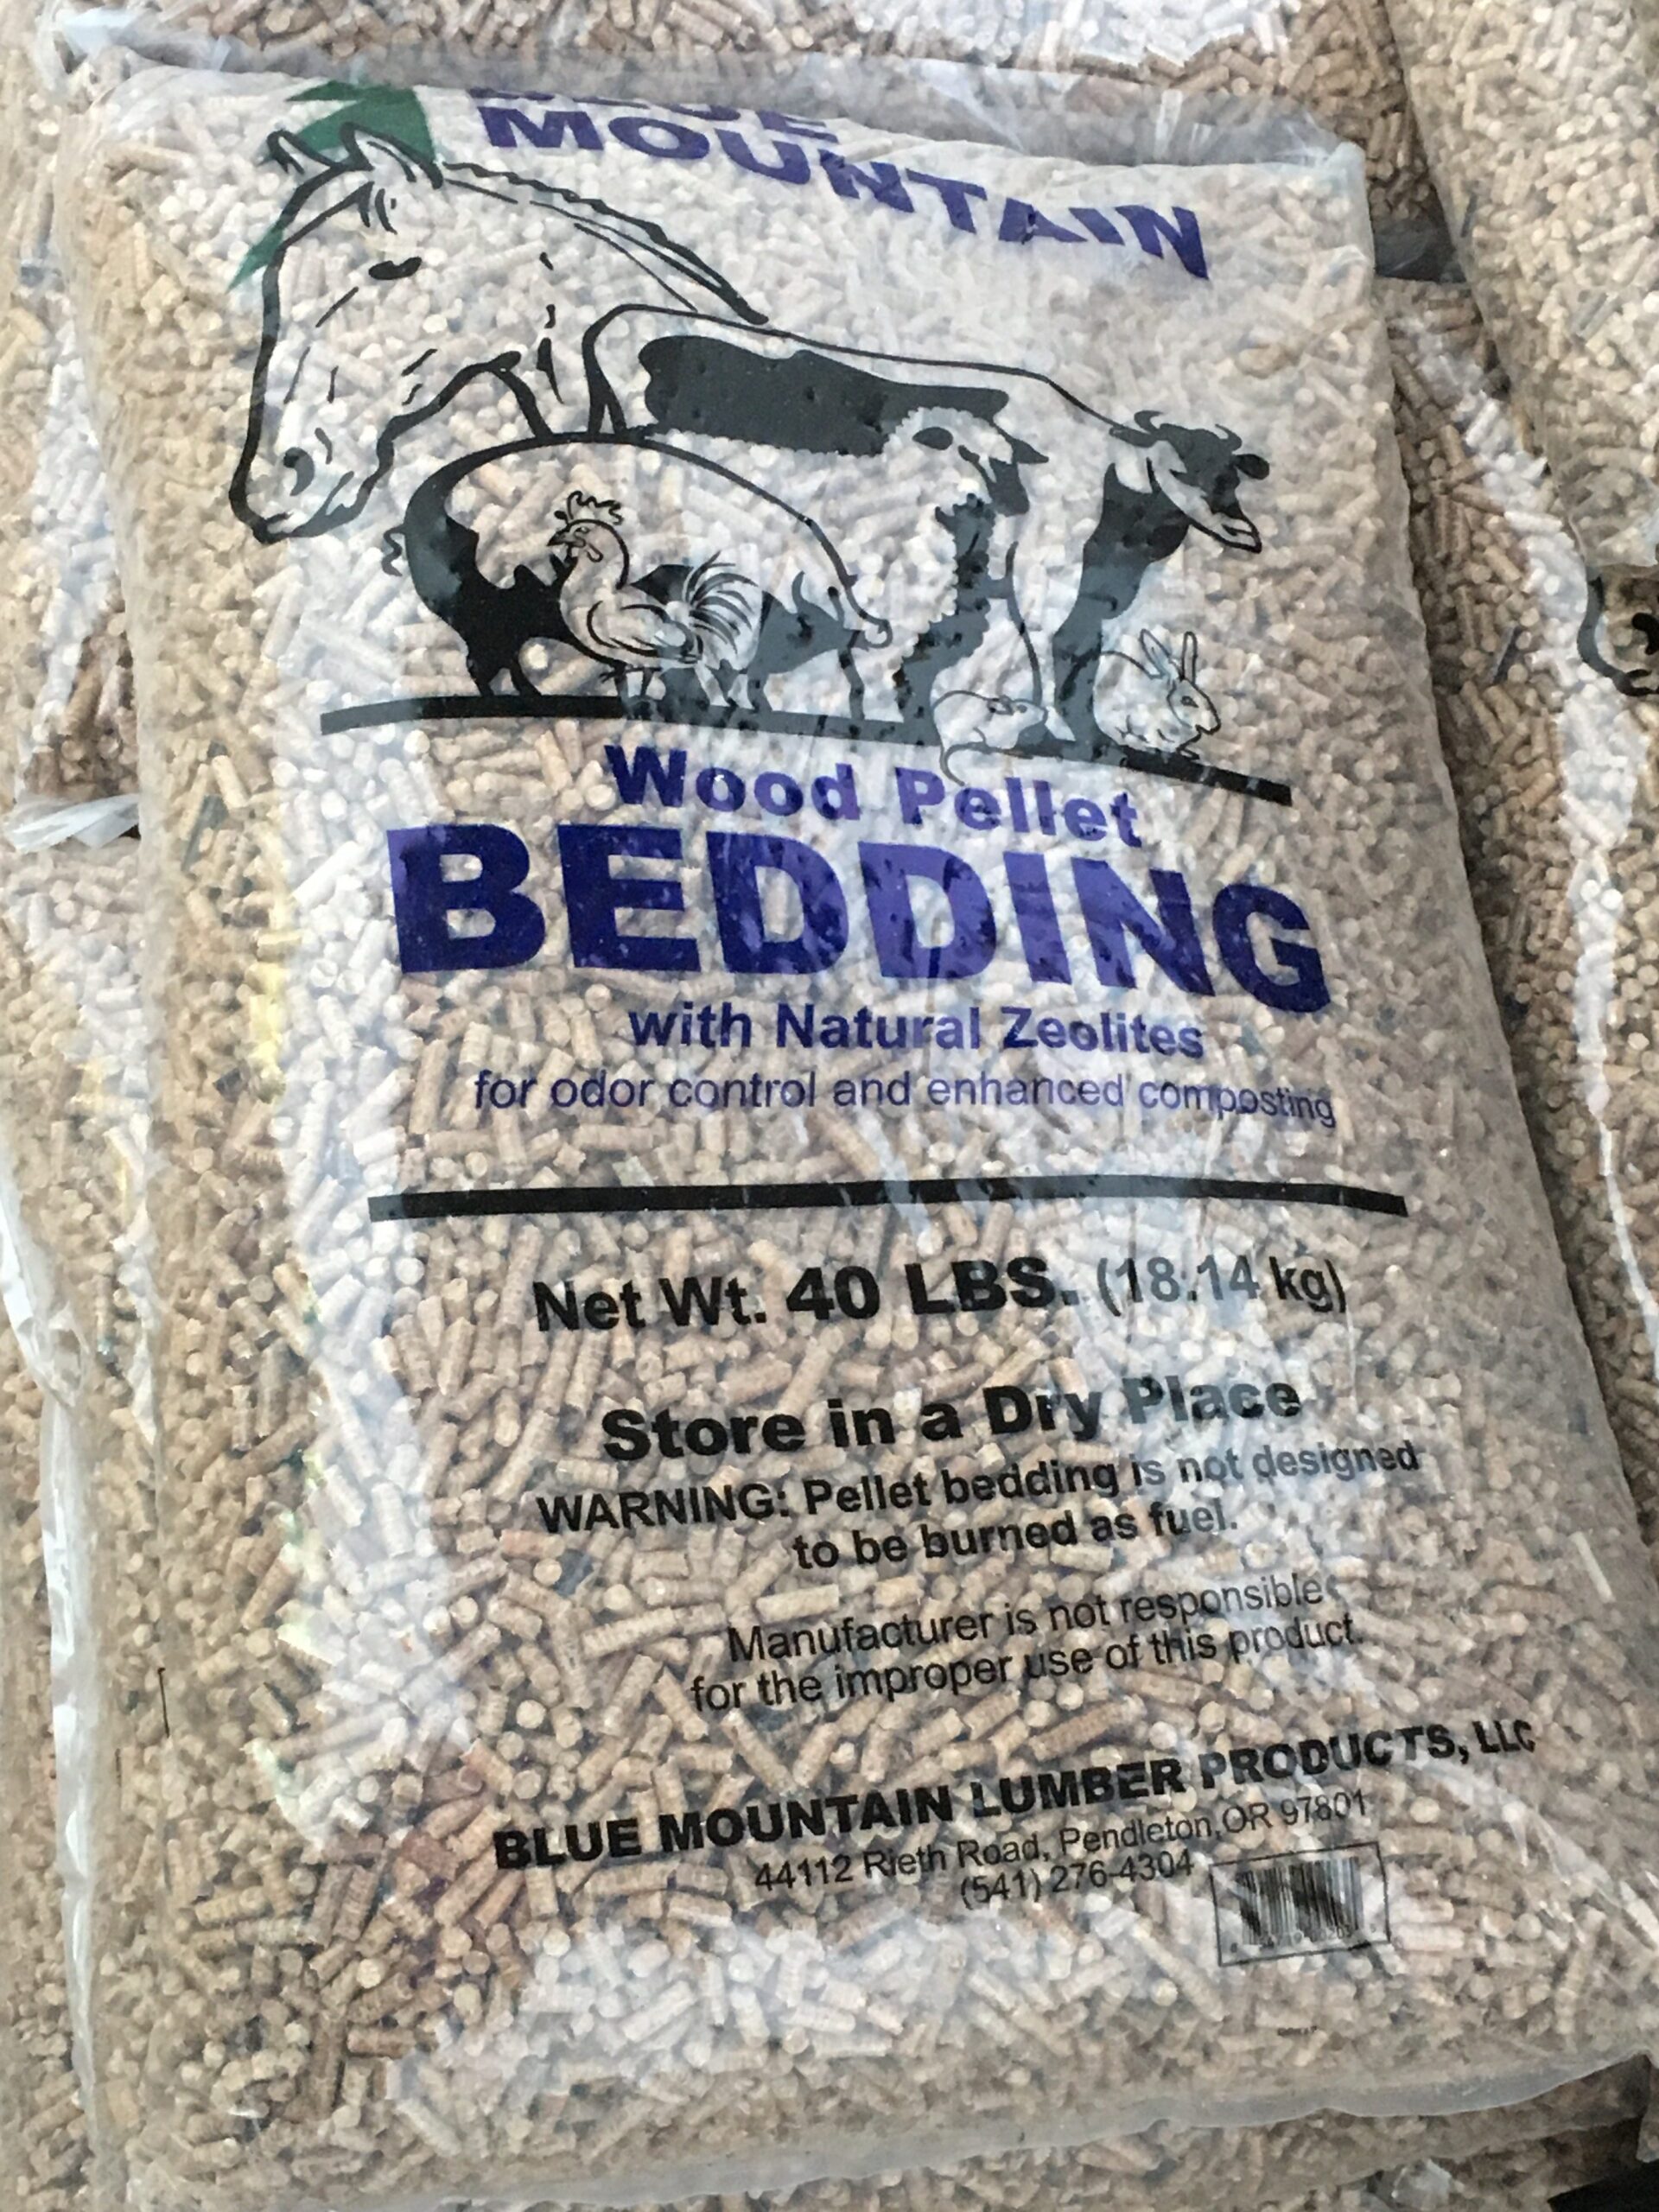 BLUE
MOUNTAIN
Wood Pellet
BEDDING
with Natural Zeolites
for odor control and enhanced composting
Net Wt. 40 LBS. (18.14 kg)
Store in a Dry Place
WARNING: Pellet bedding is not designed
to be burned as fuel.
Manufacturer is not responsible
for the improper use of this product.
BLUE MOUNTAIN LUMBER PRODUCTS, LLC
44112 Rieth Road, Pendleton, OR 97801
(541) 276-4304